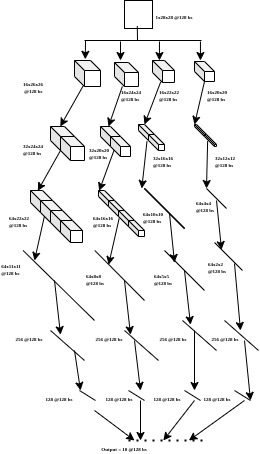 1x28x28 @128 bs
16x26x26
@128 bs
16x24x24
@128 bs
16x22x22
@128 bs
16x20x20
@128 bs
32x24x24
@128 bs
32x20x20
@128 bs
32x16x16
@128 bs
32x12x12
@128 bs
64x22x22
@128 bs
64x16x16
@128 bs
64x10x10
@128 bs
64x4x4
@128 bs
64x11x11
@128 bs
64x8x8
@128 bs
64x5x5
@128 bs
64x2x2
@128 bs
256 @128 bs
256 @128 bs
256 @128 bs
256 @128 bs
128 @128 bs
128 @128 bs
128 @128 bs
128 @128 bs
Output = 10 @128 bs